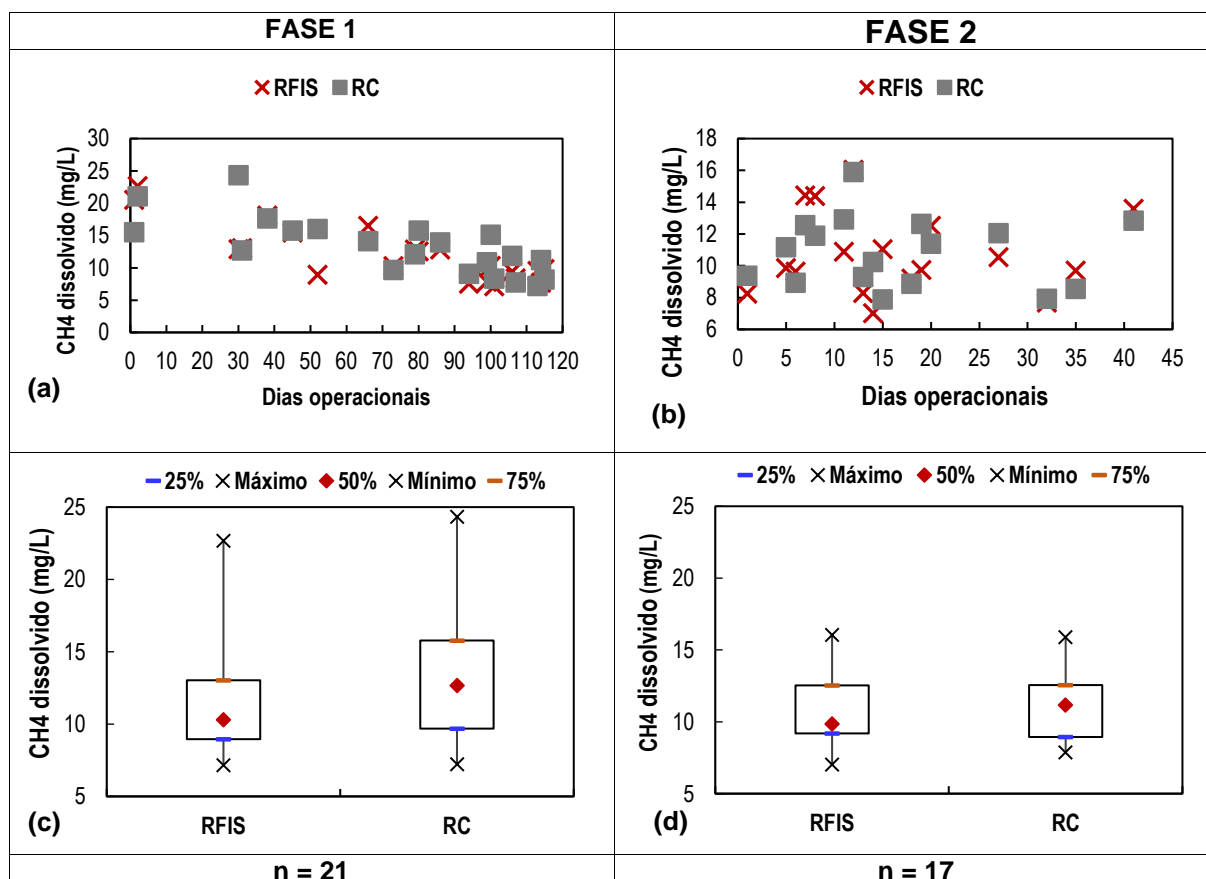 FASE 1
FASE 2
RFIS RC
CH4 dissolvido (mg/L)
30
25
20
15
10
5
0
0 10 20 30 40 50 60 70 80 90 100 110 120
Dias operacionais
(a)
RFIS RC
CH4 dissolvido (mg/L)
18
16
14
12
10
8
6
0 5 10 15 20 25 30 35 40 45
Dias operacionais
(b)
25% Máximo 50% Mínimo 75%
CH4 dissolvido (mg/L)
25
20
15
10
5
RFIS RC
(c)
25% Máximo 50% Mínimo 75%
CH4 dissolvido (mg/L)
25
20
15
10
5
RFIS RC
(d)
n = 21
n = 17